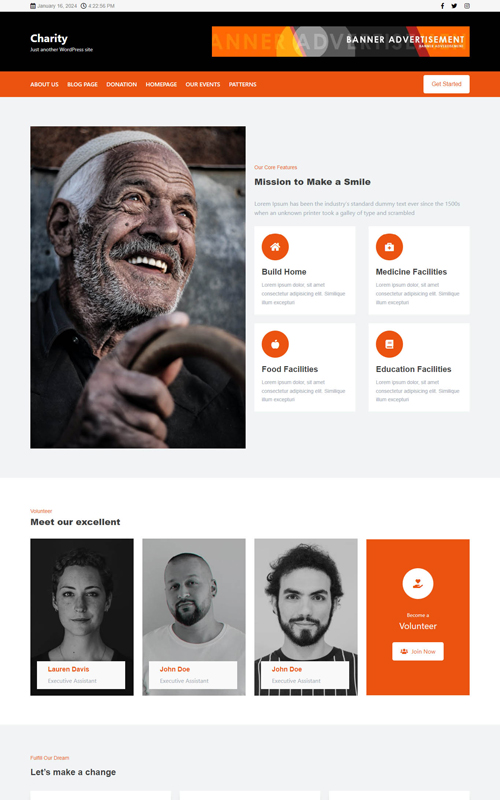 January 16, 2024 4:22:56 PM
Charity
Just another WordPress site
BANNER ADVERTISEMENT
BANNER ADVERTISEMENT
BANNER ADVERTISEMENT
ABOUT US BLOG PAGE DONATION HOMEPAGE OUR EVENTS PATTERNS
Get Started
Our Core Features
Mission to Make a Smile
Lorem Ipsum has been the industry's standard dummy text ever since the 1500s
when an unknown printer took a galley of type and scrambled
Build Home
Lorem ipsum dolor, sit amet
consectetur adipisicing elit. Similique
illum excepturi
Medicine Facilities
Lorem ipsum dolor, sit amet
consectetur adipisicing elit. Similique
illum excepturi
Food Facilities
Lorem ipsum dolor, sit amet
consectetur adipisicing elit. Similique
illum excepturi
Education Facilities
Lorem ipsum dolor, sit amet
consectetur adipisicing elit. Similique
illum excepturi
Volunteer
Meet our excellent
Lauren Davis
Executive Assistant
John Doe
Executive Assistant
John Doe
Executive Assistant
Become a
Volunteer
Join Now
Fulfill Our Dream
Let's make a change